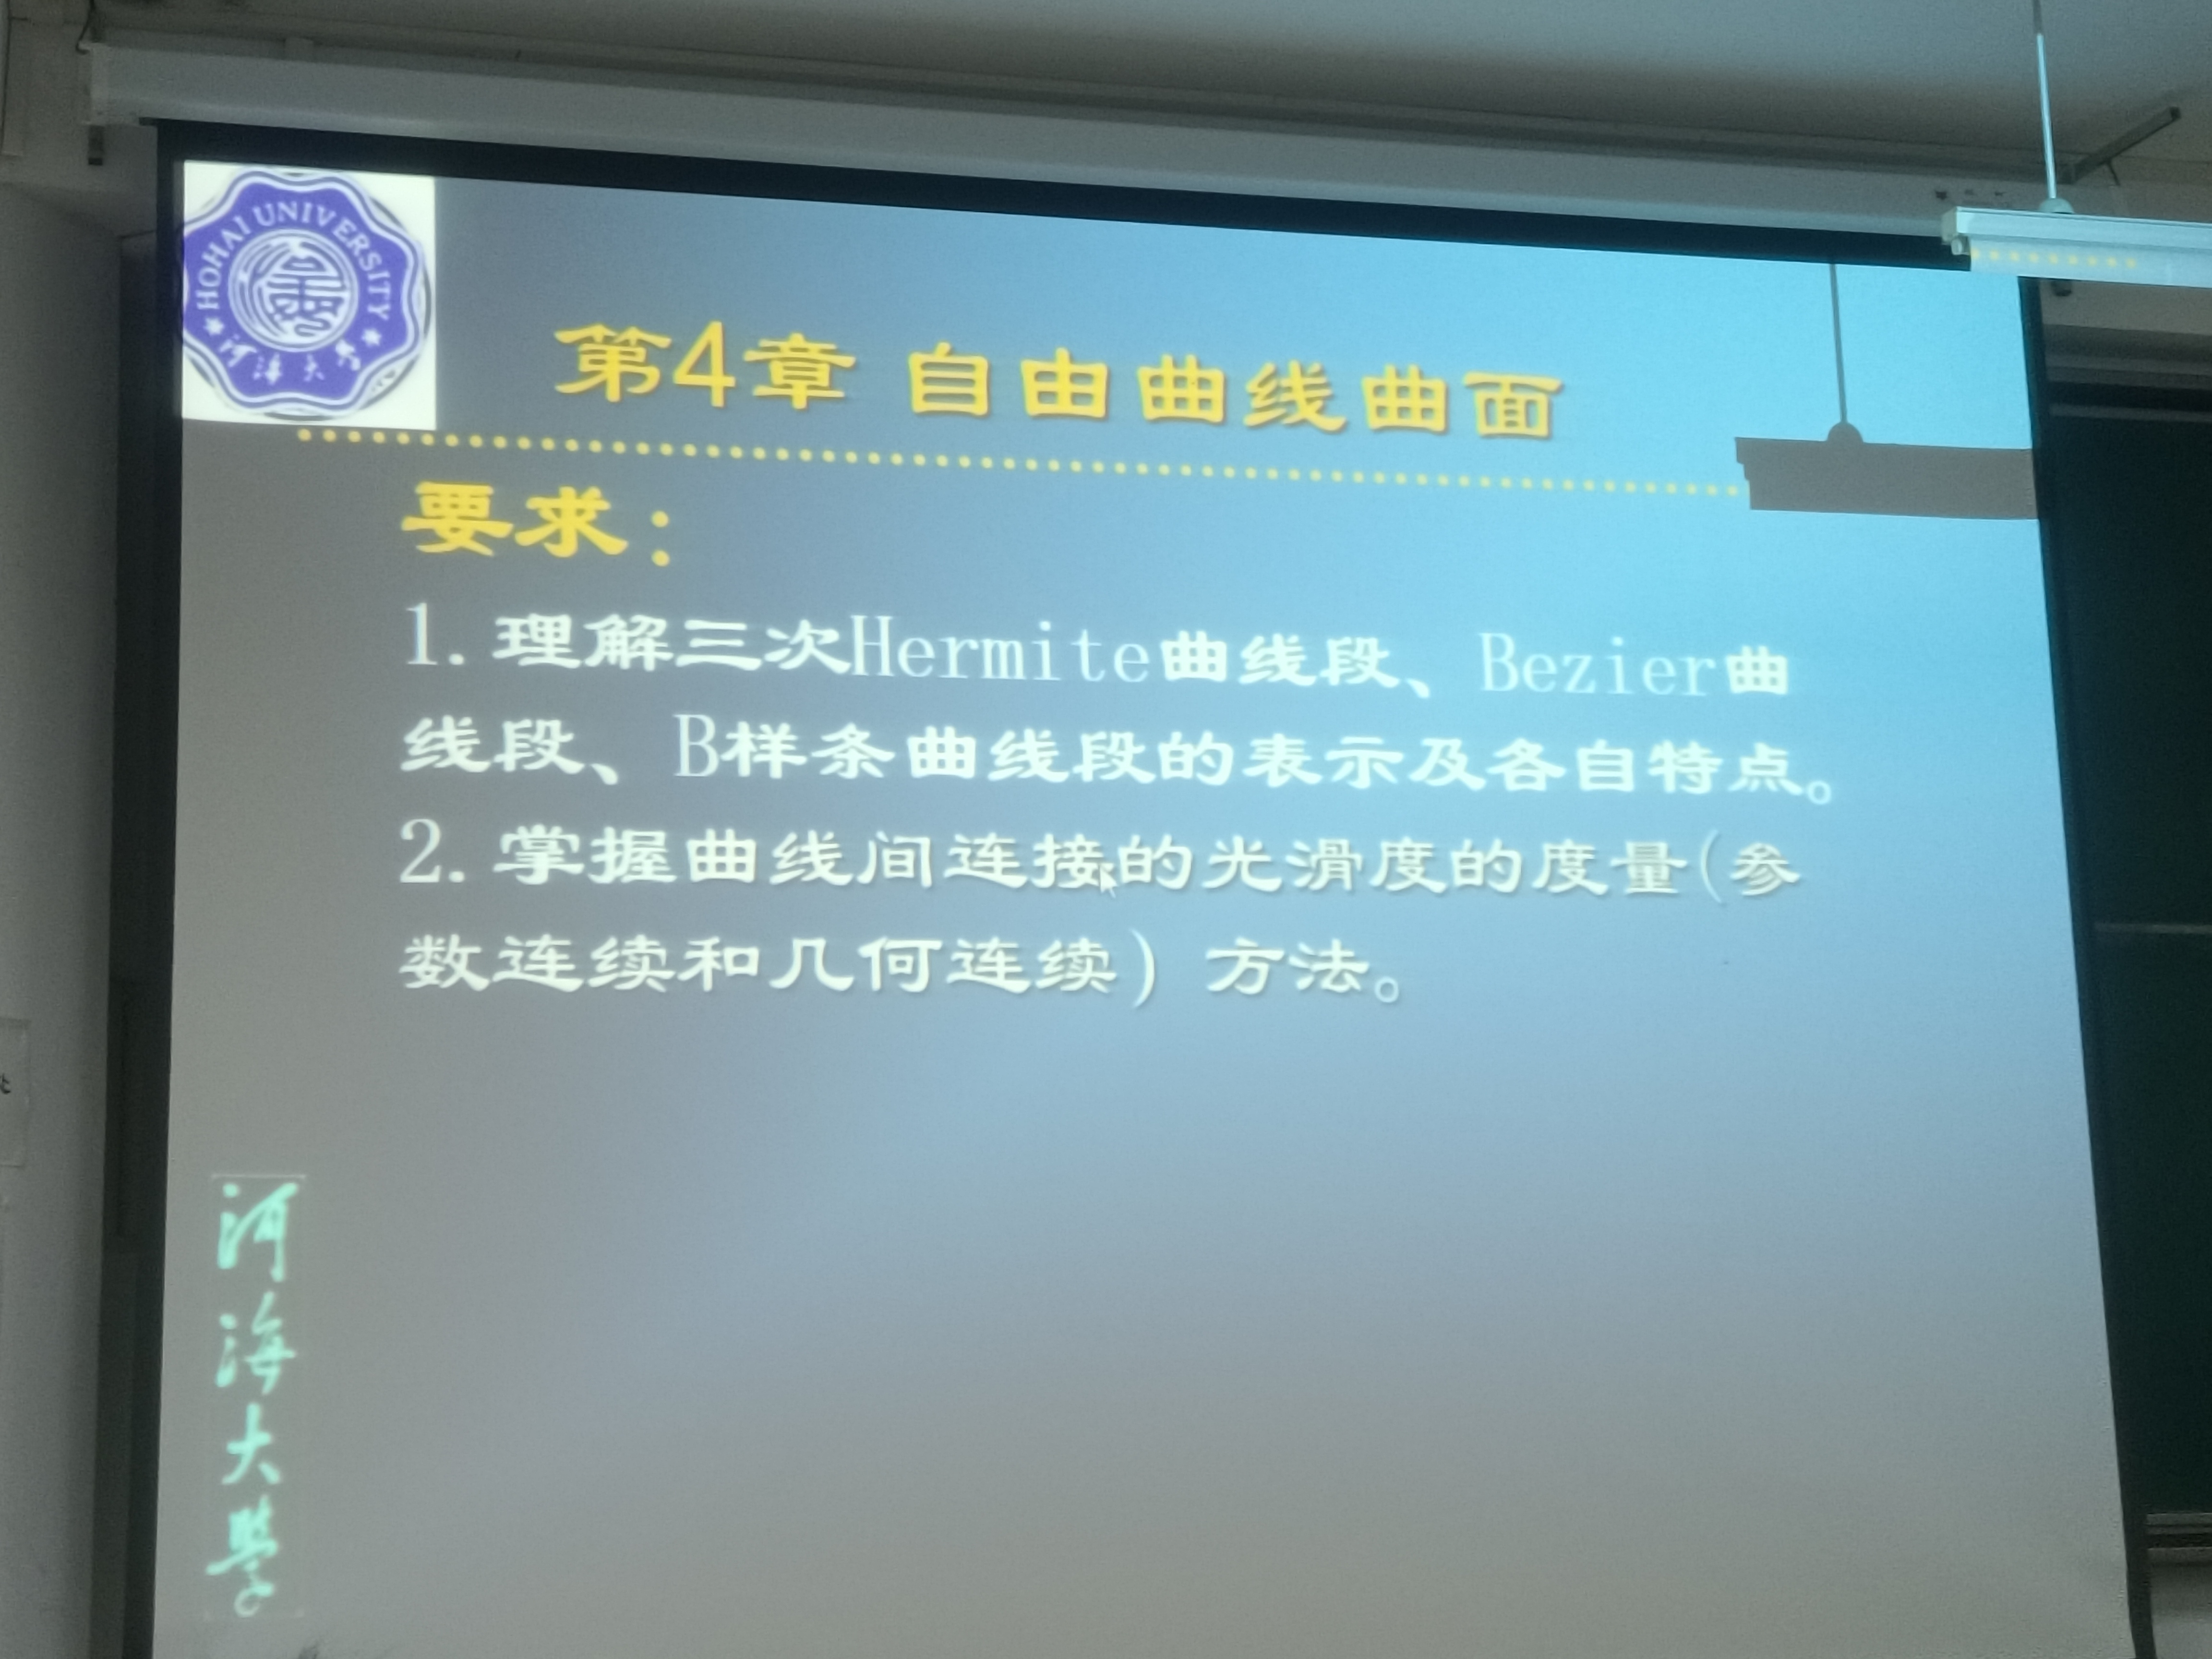 HOHAI UNIVERSITY
河海大学
第4章 自由曲线曲面
要求：
1.理解三次Hermite曲线段、Bezier曲
线段、B样条曲线段的表示及各自特点。
2.掌握曲线间连接的光滑度的度量(参
数连续和几何连续）方法。
河
海
大
学